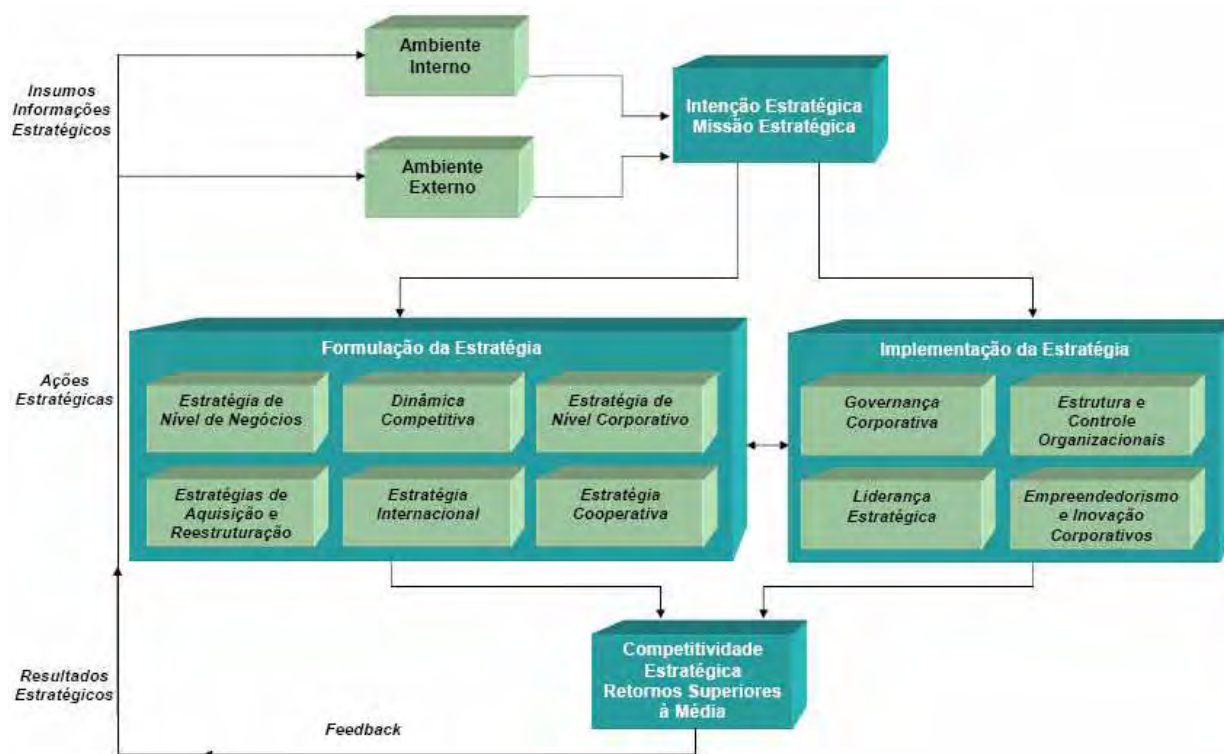 Ambiente
Interno
Insumos
Informações
Estratégicos
Intenção Estratégica
Missão Estratégica
Ambiente
Externo
Formulação da Estratégia
Implementação da Estratégia
Ações
Estratégicas
Estratégia de
Nível de Negócios
Dinâmica
Competitiva
Estratégia de
Nível Corporativo
Governança
Corporativa
Estrutura e
Controle
Organizacionais
Estratégias de
Aquisição e
Reestruturação
Estratégia
Internacional
Estratégia
Cooperativa
Liderança
Estratégica
Empreendedorismo
e Inovação
Corporativos
Resultados
Estratégicos
Competitividade
Estratégica
Retornos Superiores
à Média
Feedback